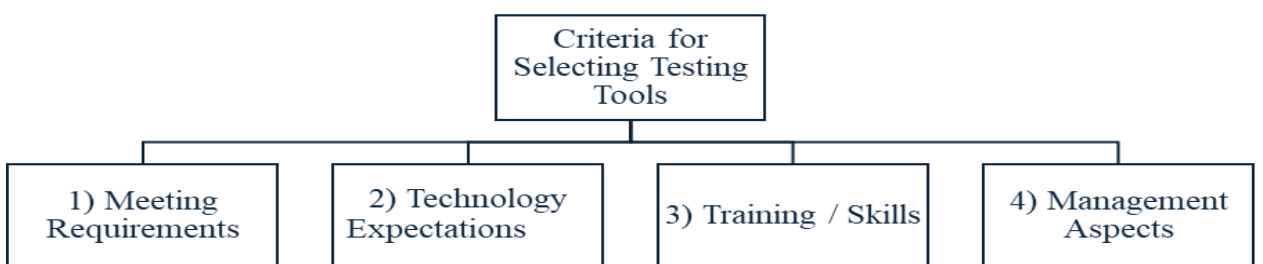 Criteria for
Selecting Testing
Tools
1) Meeting
Requirements
2) Technology
Expectations
3) Training / Skills
4) Management
Aspects